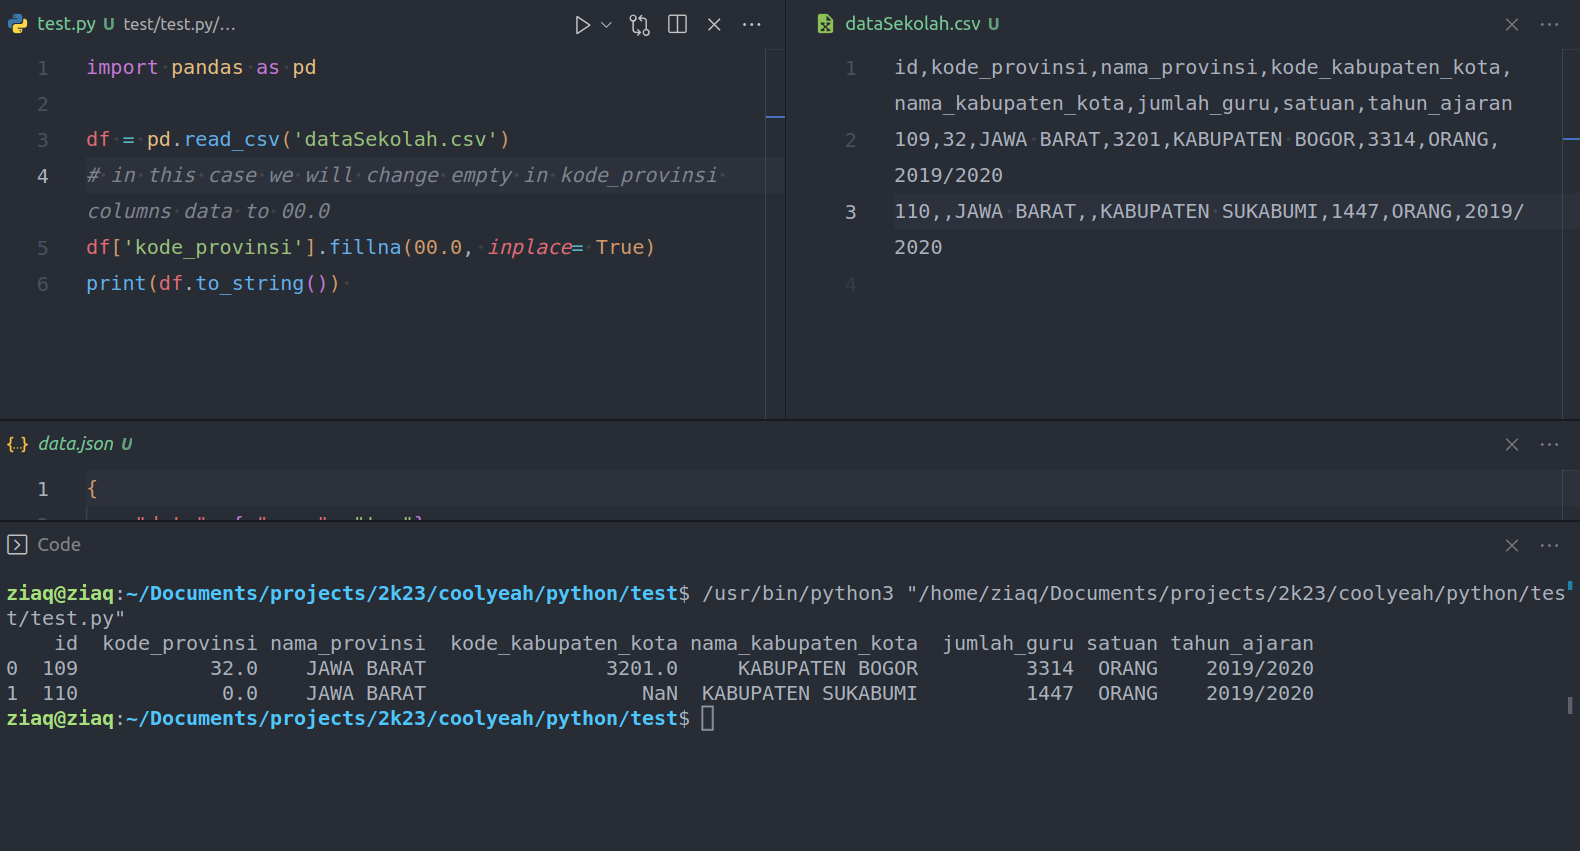 test.py U test/test.py/...
1 import pandas as pd
2
3 df = pd.read_csv('dataSekolah.csv')
4 # in this case we will change empty in kode_provinsi
columns data to 00.0
5 df['kode_provinsi'].fillna(00.0, inplace= True)
6 print(df.to_string())
dataSekolah.csv U
1 id,kode_provinsi,nama_provinsi,kode_kabupaten_kota,
nama_kabupaten_kota,jumlah_guru,satuan,tahun_ajaran
2 109,32,JAWA BARAT,3201,KABUPATEN BOGOR,3314,ORANG,
2019/2020
3 110,,JAWA BARAT,,KABUPATEN SUKABUMI,1447,ORANG,2019/
2020
4
{..} data.json U
1 {
Code
ziaq@ziaq:~/Documents/projects/2k23/coolyeah/python/test$ /usr/bin/python3 "/home/ziaq/Documents/projects/2k23/coolyeah/python/tes
t/test.py"
id kode_provinsi nama_provinsi kode_kabupaten_kota nama_kabupaten_kota jumlah_guru satuan tahun_ajaran
0 109 32.0 JAWA BARAT 3201.0 KABUPATEN BOGOR 3314 ORANG 2019/2020
1 110 0.0 JAWA BARAT NaN KABUPATEN SUKABUMI 1447 ORANG 2019/2020
ziaq@ziaq:~/Documents/projects/2k23/coolyeah/python/test$